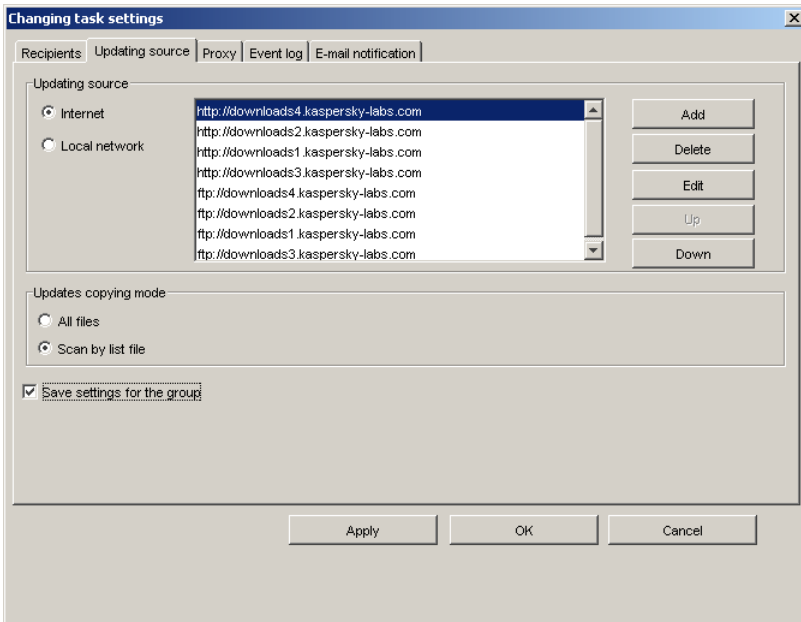 Changing task settings
Recipients Updating source Proxy Event log E-mail notification
Updating source
Internet
Local network
http://downloads4.kaspersky-labs.com
http://downloads2.kaspersky-labs.com
http://downloads1.kaspersky-labs.com
http://downloads3.kaspersky-labs.com
ftp://downloads4.kaspersky-labs.com
ftp://downloads2.kaspersky-labs.com
ftp://downloads1.kaspersky-labs.com
ftp://downloads3.kaspersky-labs.com
Add
Delete
Edit
Up
Down
Updates copying mode
All files
Scan by list file
Save settings for the group
Apply OK Cancel